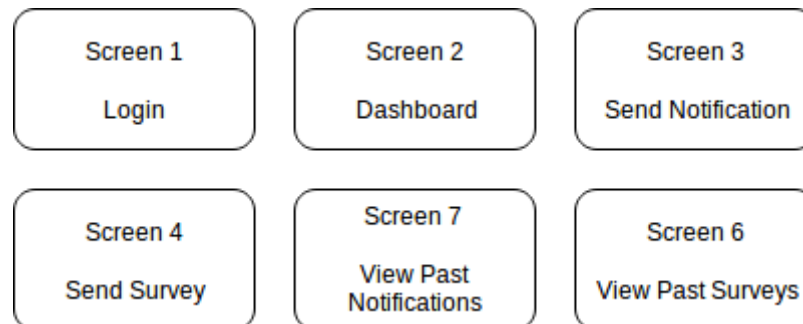 Screen 1
Login
Screen 2
Dashboard
Screen 3
Send Notification
Screen 4
Send Survey
Screen 7
View Past
Notifications
Screen 6
View Past Surveys